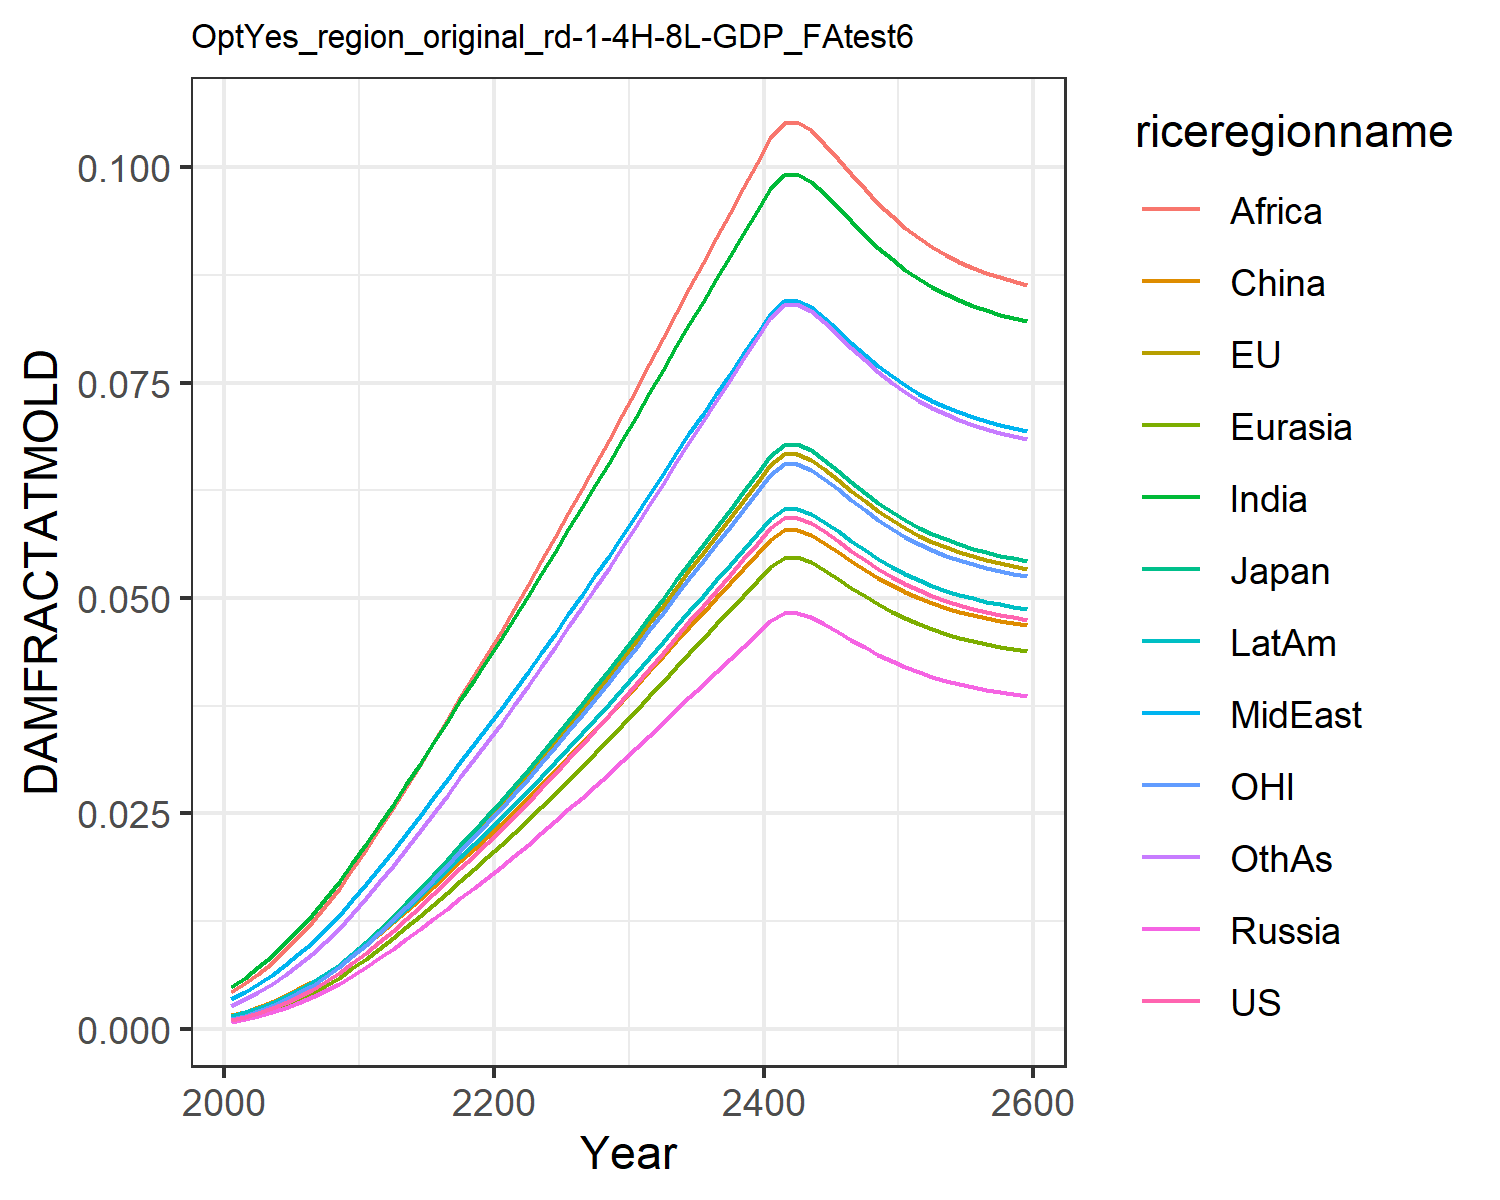 OptYes_region_original_rd-1-4H-8L-GDP_FAtest6
DAMFRACTATMOLD
0.100
0.075
0.050
0.025
0.000
2000 2200 2400 2600
Year
riceregionname
Africa
China
EU
Eurasia
India
Japan
LatAm
MidEast
OHI
OthAs
Russia
US